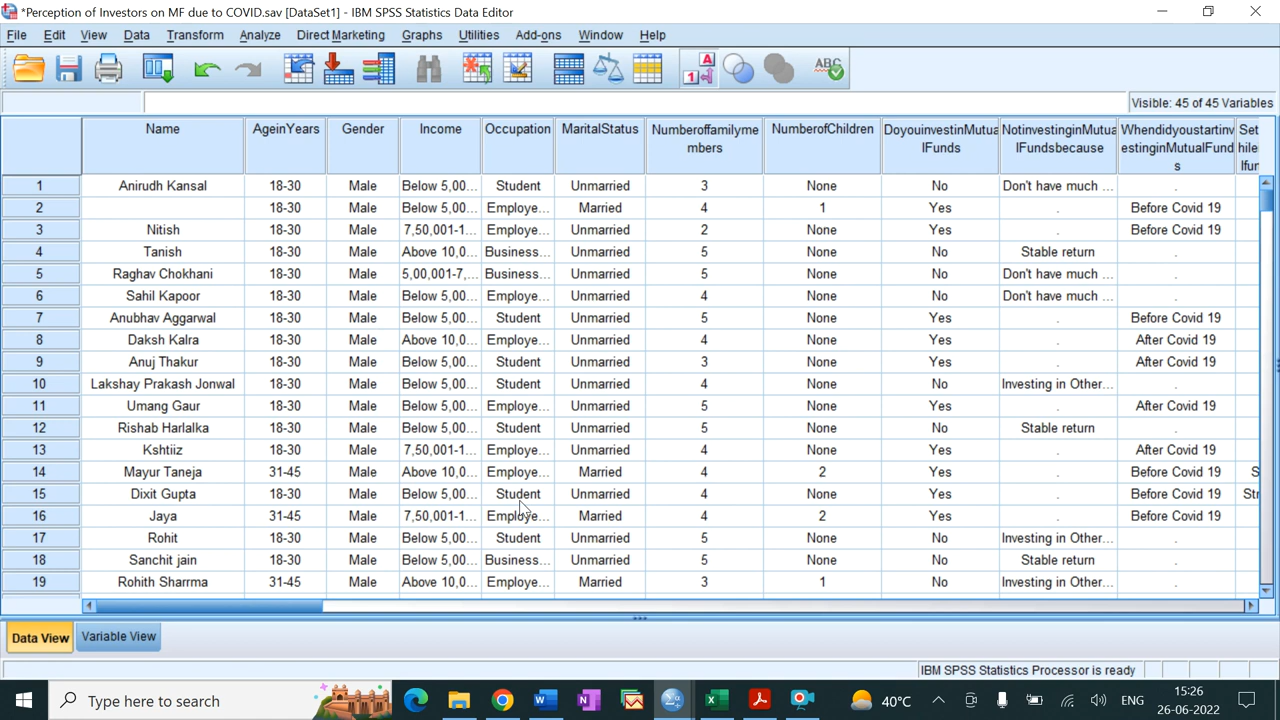 *Perception of Investors on MF due to COVID.sav [DataSet1] - IBM SPSS Statistics Data Editor
File Edit View Data Transform Analyze Direct Marketing Graphs Utilities Add-ons Window Help
Visible: 45 of 45 Variables
Name AgeinYears Gender Income Occupation MaritalStatus Numberoffamilyme NumberofChildren DoyouinvestinMutua NotinvestinginMutua Whendidyoustartinv Set
mbers lFunds lFundsbecause estinginMutualFund hile
s lfun
1 Anirudh Kansal 18-30 Male Below 5,00... Student Unmarried 3 None No Don't have much ... .
2 18-30 Male Below 5,00... Employe... Married 4 1 Yes . Before Covid 19
3 Nitish 18-30 Male 7,50,001-1... Employe... Unmarried 2 None Yes . Before Covid 19
4 Tanish 18-30 Male Above 10,0... Business... Unmarried 5 None No Stable return .
5 Raghav Chokhani 18-30 Male 5,00,001-7,... Business... Unmarried 5 None No Don't have much ... .
6 Sahil Kapoor 18-30 Male Below 5,00... Employe... Unmarried 4 None No Don't have much ... .
7 Anubhav Aggarwal 18-30 Male Below 5,00... Student Unmarried 5 None Yes . Before Covid 19
8 Daksh Kalra 18-30 Male Above 10,0... Employe... Unmarried 4 None Yes . After Covid 19
9 Anuj Thakur 18-30 Male Below 5,00... Student Unmarried 3 None Yes . After Covid 19
10 Lakshay Prakash Jonwal 18-30 Male Below 5,00... Student Unmarried 4 None No Investing in Other... .
11 Umang Gaur 18-30 Male Below 5,00... Employe... Unmarried 5 None Yes . After Covid 19
12 Rishab Harlalka 18-30 Male Below 5,00... Student Unmarried 5 None No Stable return .
13 Kshtiiz 18-30 Male 7,50,001-1... Employe... Unmarried 4 None Yes . After Covid 19
14 Mayur Taneja 31-45 Male Above 10,0... Employe... Married 4 2 Yes . Before Covid 19 S
15 Dixit Gupta 18-30 Male Below 5,00... Student Unmarried 4 None Yes . Before Covid 19 Str
16 Jaya 31-45 Male 7,50,001-1... Employe... Married 4 2 Yes . Before Covid 19
17 Rohit 18-30 Male Below 5,00... Student Unmarried 5 None No Investing in Other... .
18 Sanchit jain 18-30 Male Below 5,00... Business... Unmarried 5 None No Stable return .
19 Rohith Sharrma 31-45 Male Above 10,0... Employe... Married 3 1 No Investing in Other... .
Data View Variable View
IBM SPSS Statistics Processor is ready
Type here to search 40°C ENG 15:26
26-06-2022